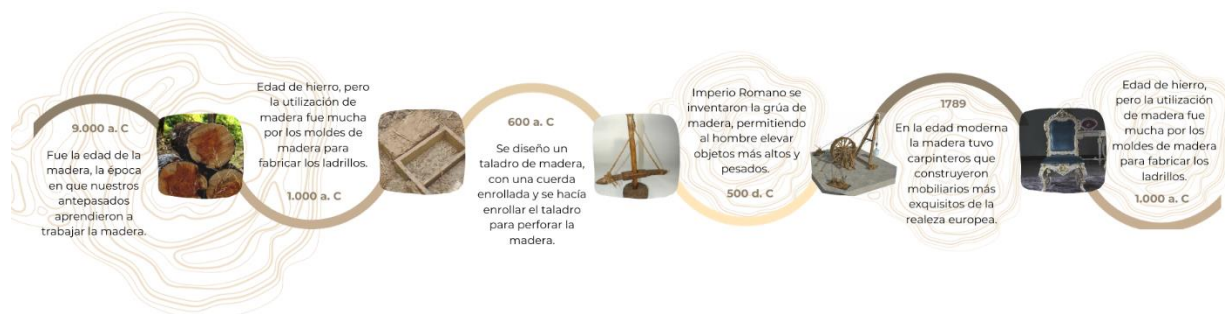 9.000 a. C
Fue la edad de la
madera, la época
en que nuestros
antepasados
aprendieron a
trabajar la madera.
Edad de hierro, pero
la utilización de
madera fue mucha
por los moldes de
madera para
fabricar los ladrillos.
1.000 a. C
600 a. C
Se diseño un
taladro de madera,
con una cuerda
enrollada y se hacía
enrollar el taladro
para perforar la
madera.
Imperio Romano se
inventaron la grúa de
madera, permitiendo
al hombre elevar
objetos más altos y
pesados.
500 d. C
1789
En la edad moderna
la madera tuvo
carpinteros que
construyeron
mobiliarios más
exquisitos de la
realeza europea.
Edad de hierro,
pero la utilización
de madera fue
mucha por los
moldes de madera
para fabricar los
ladrillos.
1.000 a. C